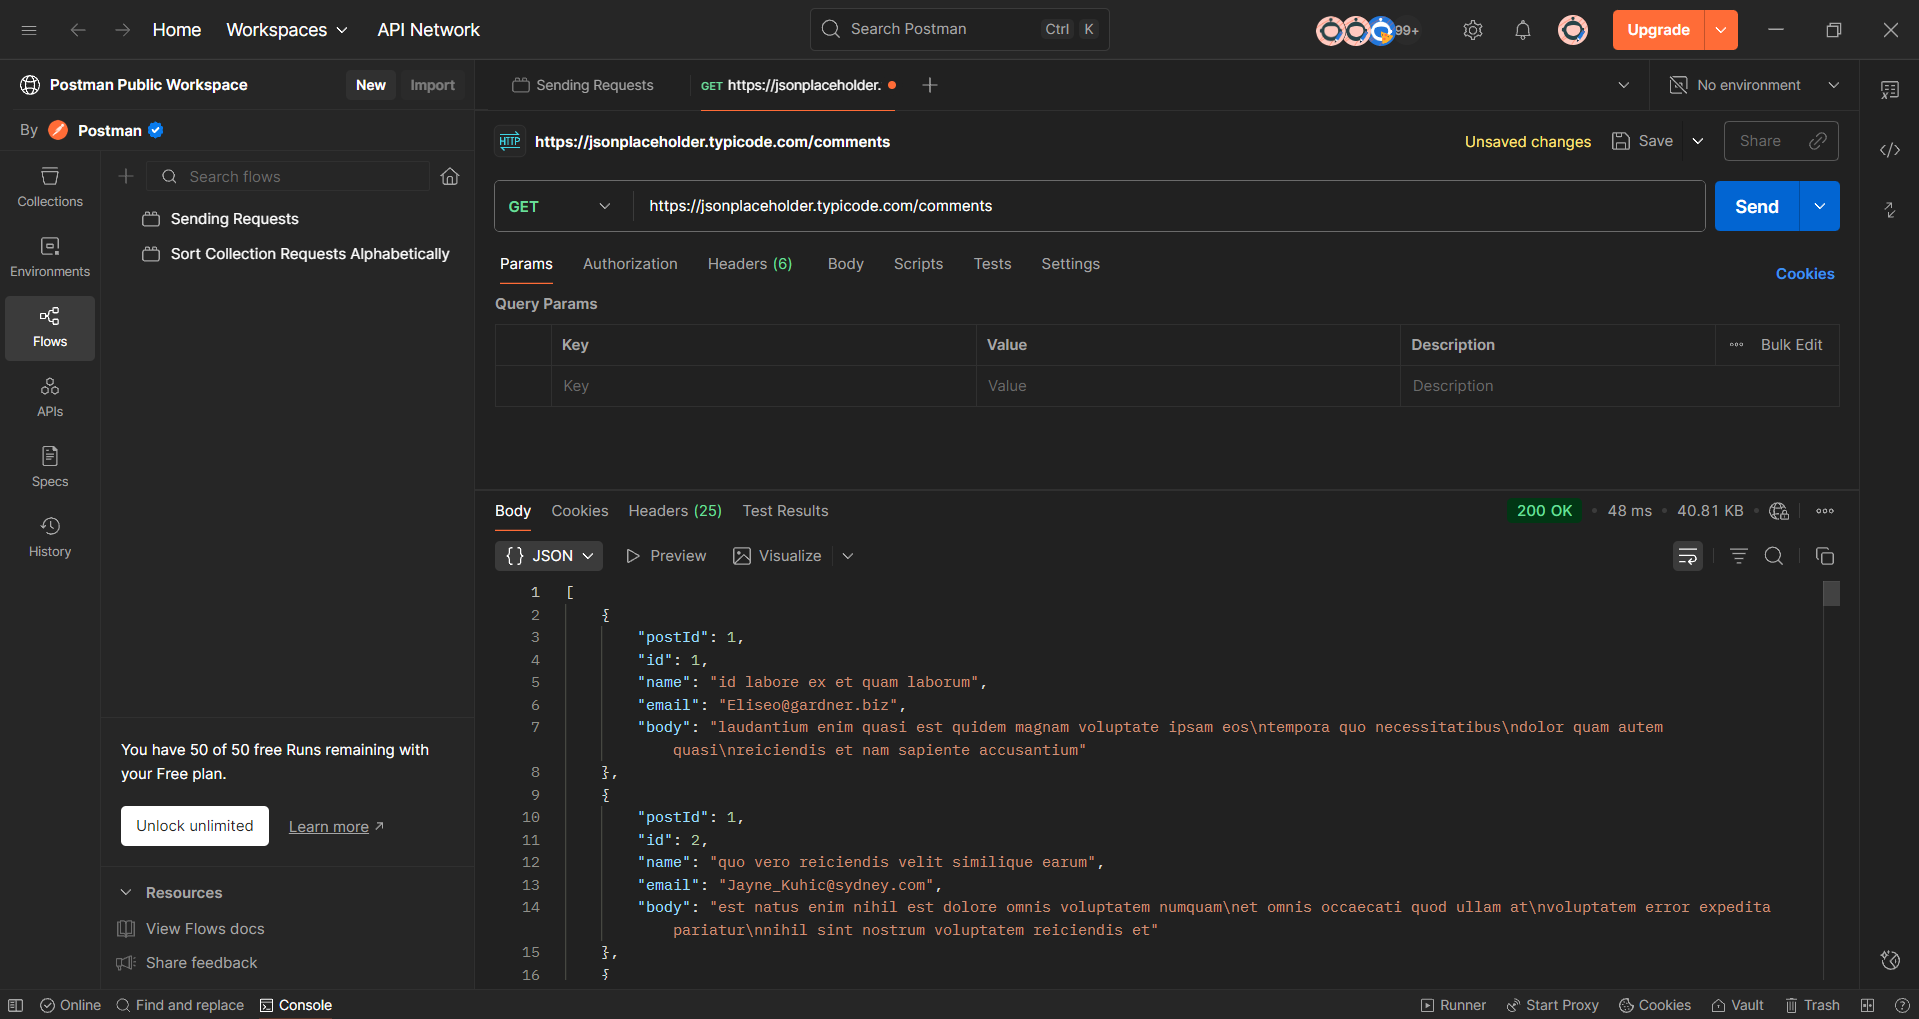 Home Workspaces API Network Search Postman Ctrl K 99+ Upgrade
Postman Public Workspace New Import
By Postman
Collections
Environments
Flows
APIs
Specs
History
Search flows
Sending Requests
Sort Collection Requests Alphabetically
You have 50 of 50 free Runs remaining with
your Free plan.
Unlock unlimited Learn more ↗
Resources
View Flows docs
Share feedback
Sending Requests GET https://jsonplaceholder. No environment
HTTP https://jsonplaceholder.typicode.com/comments Unsaved changes Save Share
GET https://jsonplaceholder.typicode.com/comments Send
Params Authorization Headers (6) Body Scripts Tests Settings Cookies
Query Params
Key Value Description Bulk Edit
Key Value Description
Body Cookies Headers (25) Test Results 200 OK • 48 ms • 40.81 KB •
{} JSON Preview Visualize
1 [
2 {
3 "postId": 1,
4 "id": 1,
5 "name": "id labore ex et quam laborum",
6 "email": "Eliseo@gardner.biz",
7 "body": "laudantium enim quasi est quidem magnam voluptate ipsam eos\ntempora quo necessitatibus\ndolor quam autem
quasi\nreiciendis et nam sapiente accusantium"
8 },
9 {
10 "postId": 1,
11 "id": 2,
12 "name": "quo vero reiciendis velit similique earum",
13 "email": "Jayne_Kuhic@sydney.com",
14 "body": "est natus enim nihil est dolore omnis voluptatem numquam\net omnis occaecati quod ullam at\nvoluptatem error expedita
pariatur\nnihil sint nostrum voluptatem reiciendis et"
15 },
16 {
Online Find and replace Console Runner Start Proxy Cookies Vault Trash